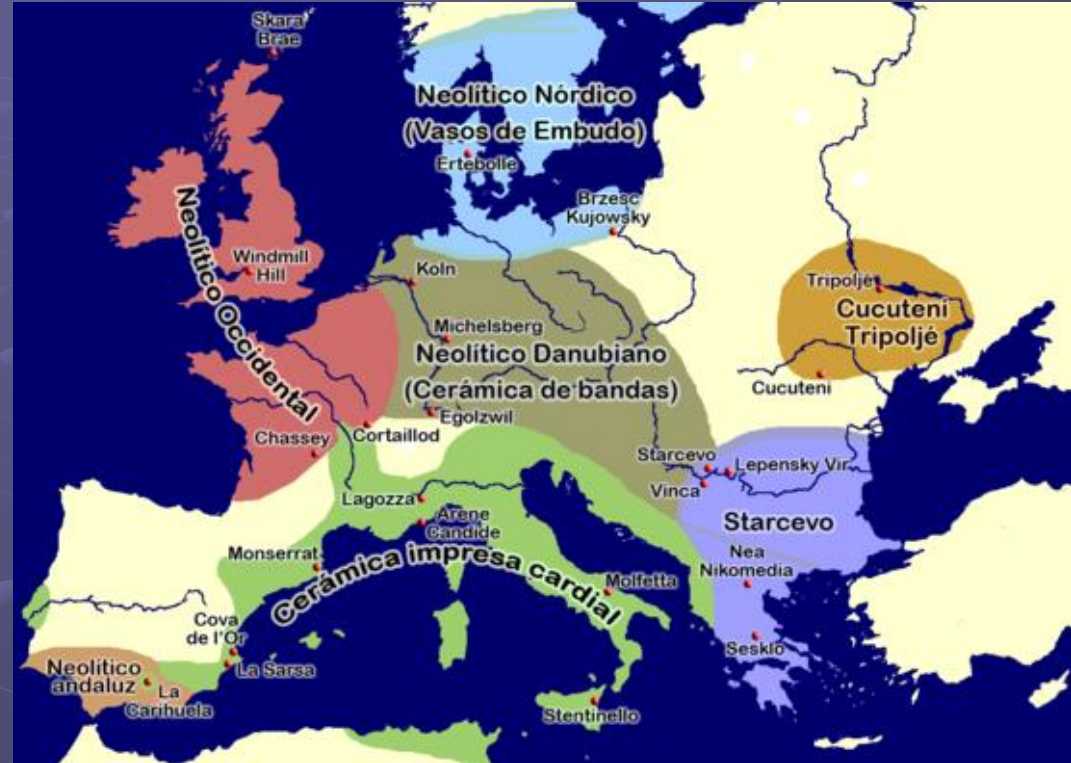 Skara
Brae
Neolítico Nórdico
(Vasos de Embudo)
Ertebolle
Brzesc
Kujowsky
Neolítico Occidental
Windmill
Hill
Koln
Michelsberg
Neolítico Danubiano
(Cerámica de bandas)
Egolzwil
Cortaillod
Chassey
Tripoljé
Cucuteni
Tripoljé
Cucuteni
Starcevo
Lepensky Vir
Vinca
Starcevo
Nea
Nikomedia
Sesklo
Lagozza
Arene
Candide
Monserrat
Cerámica impresa cardial
Molfetta
Cova
de l'Or
La Sarsa
Neolítico
andaluz
La
Carihuela
Stentinello